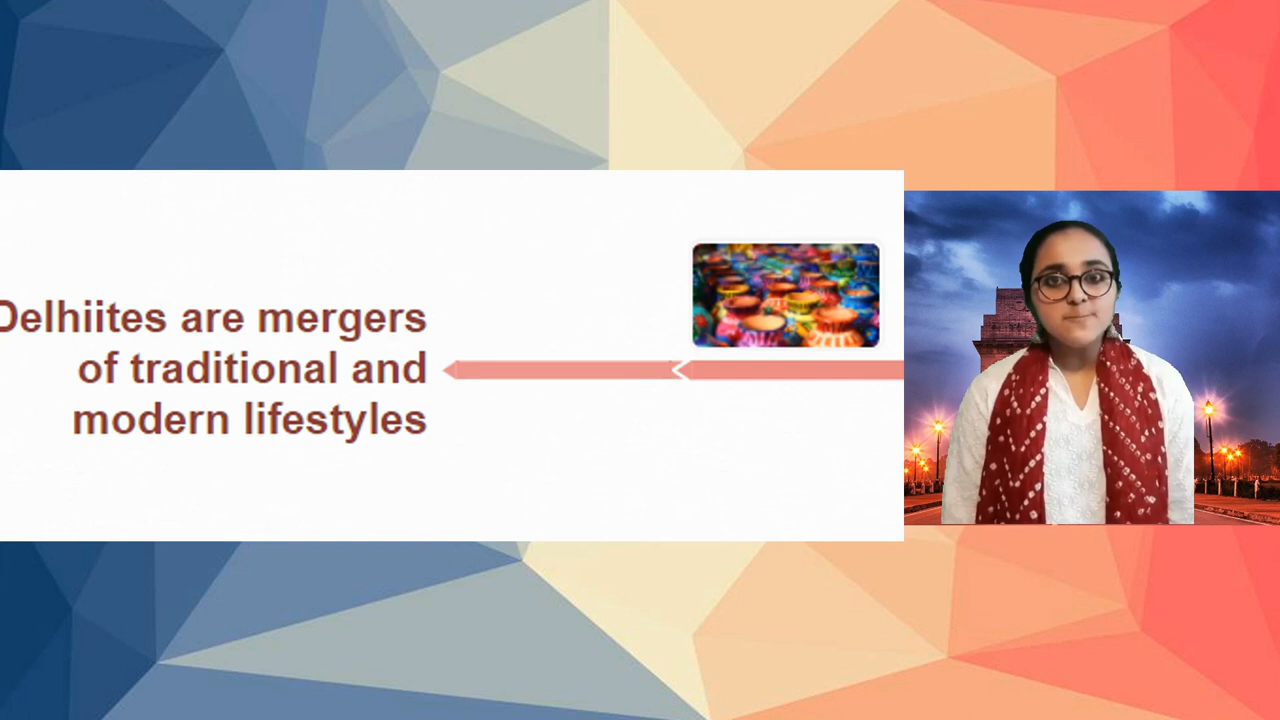 Delhiites are mergers
of traditional and
modern lifestyles